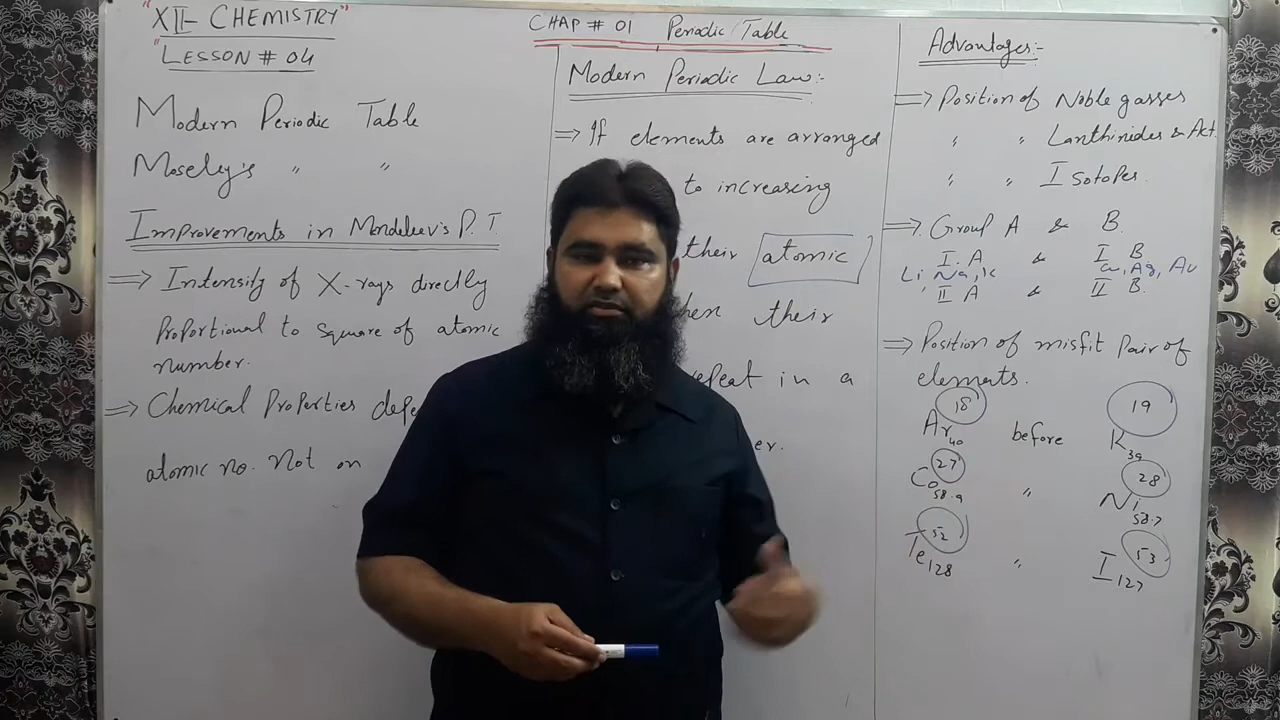 "XII- CHEMISTRY"
"LESSON # 04
Modern Periodic Table
Moseley's " "
Improvements in Mendeleev's P.T.
⇒ Intensity of X-rays directly
Proportional to square of atomic
number.
⇒ Chemical Properties depe
atomic no. Not on
CHAP # 01 Periodic Table
Modern Periodic Law:-
⇒ If elements are arranged
to increasing
their atomic
hen their
epeat in a
er.
Advantages:-
⇒ Position of Noble gasses
" " Lanthinides & Act.
" " Isotopes.
⇒ Group A & B.
I A & I B
Li, Na, K Cu, Ag, Au
II A & II B.
⇒ Position of misfit pair of
elements.
18 19
Ar40 before K39
27 28
Co58.9 " Ni58.7
52 53
Te128 " I127